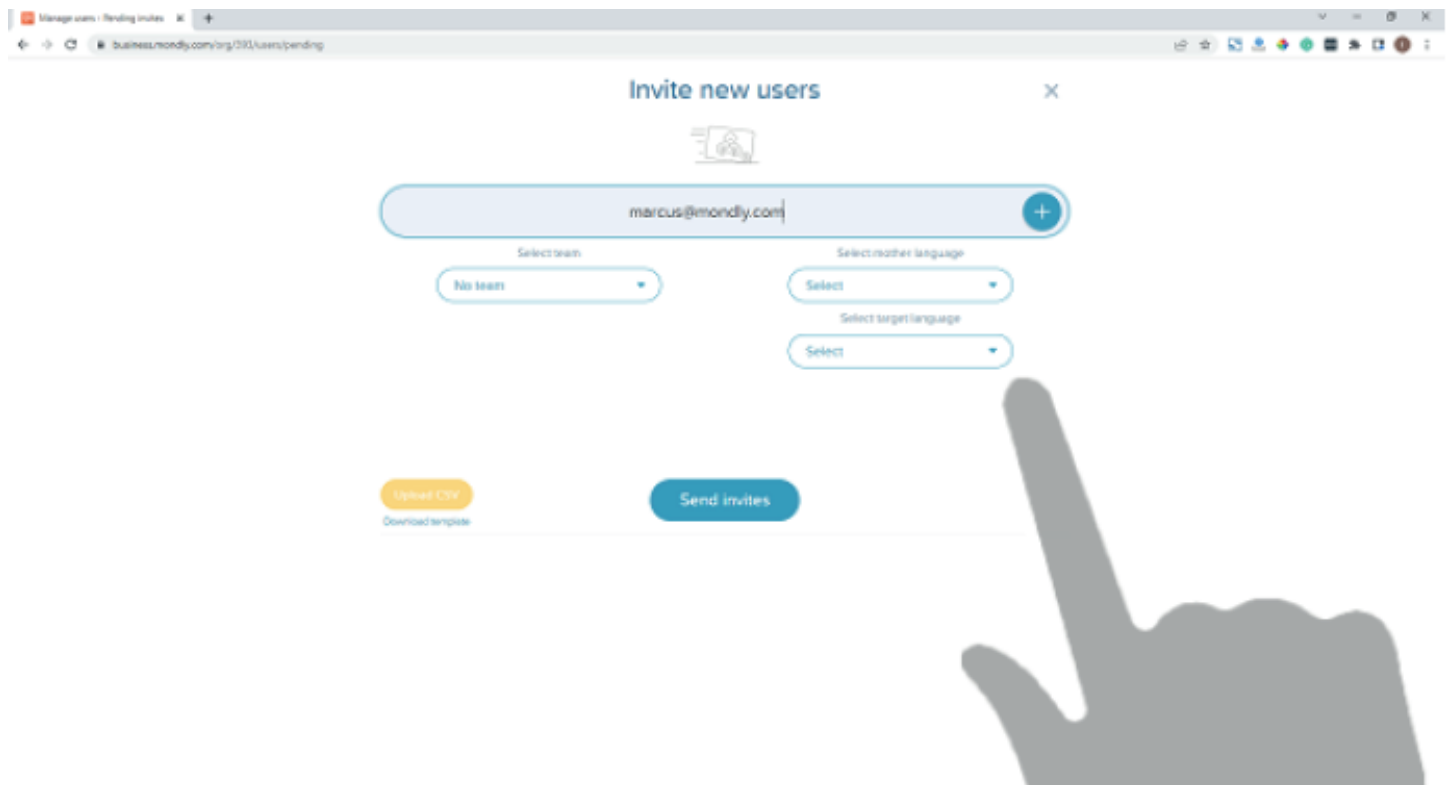 Manage users - Pending invites
business.mondly.com/org/393/users/pending
Invite new users
marcus@mondly.com
Select team
Select mother language
No team
Select
Select target language
Select
Upload CSV
Send invites
Download template